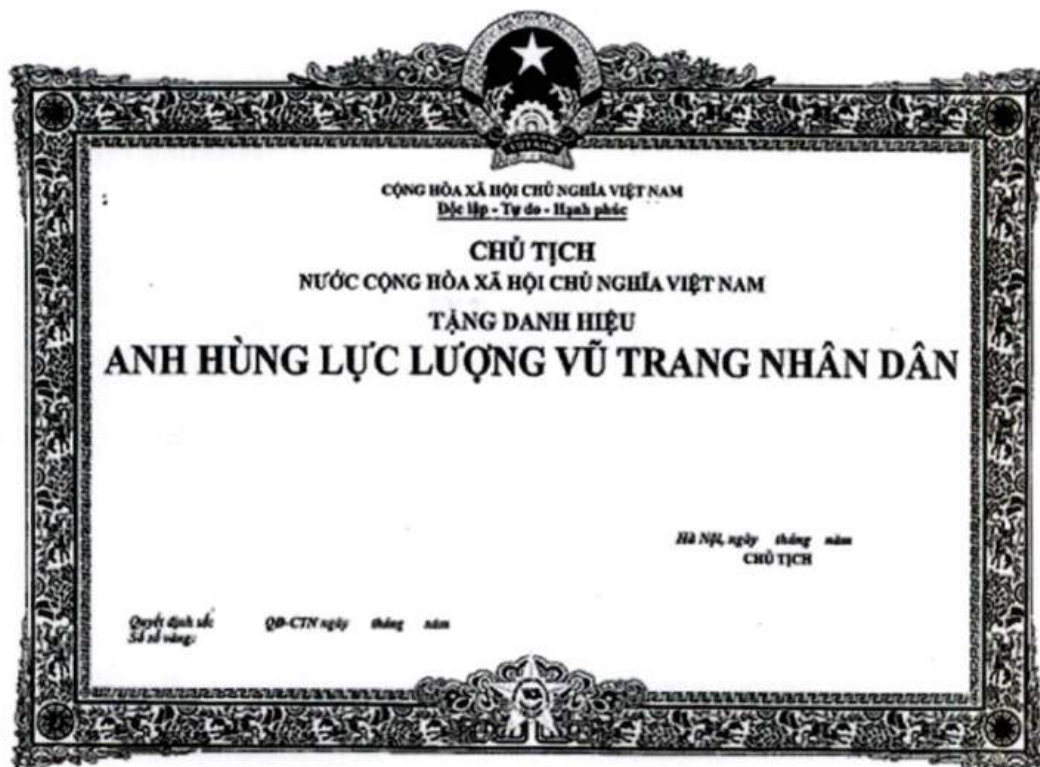 CỘNG HÒA XÃ HỘI CHỦ NGHĨA VIỆT NAM
Độc lập - Tự do - Hạnh phúc
CHỦ TỊCH
NƯỚC CỘNG HÒA XÃ HỘI CHỦ NGHĨA VIỆT NAM
TẶNG DANH HIỆU
ANH HÙNG LỰC LƯỢNG VŨ TRANG NHÂN DÂN
Hà Nội, ngày tháng năm
CHỦ TỊCH
Quyết định số: QĐ-CTN ngày tháng năm
Số sổ vàng: